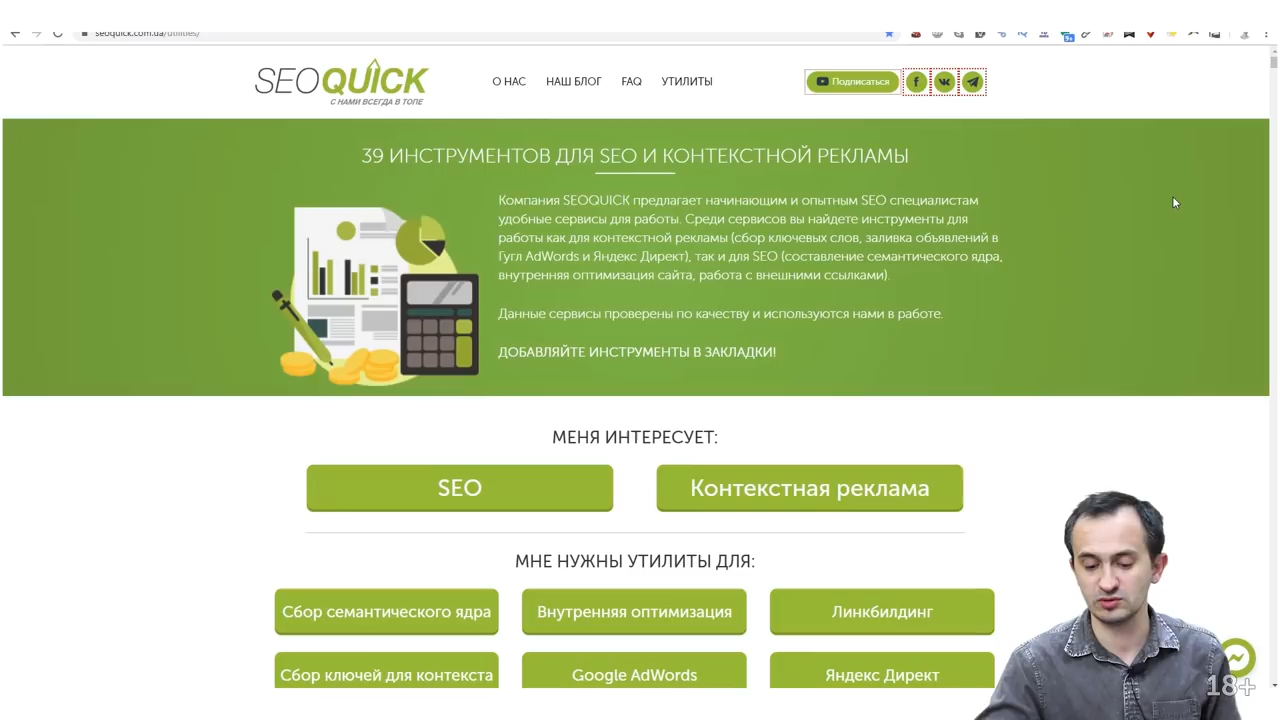 seoquick.com.ua/utilities/
SEOQUICK
С НАМИ ВСЕГДА В ТОПЕ
О НАС НАШ БЛОГ FAQ УТИЛИТЫ
Подписаться
39 ИНСТРУМЕНТОВ ДЛЯ SEO И КОНТЕКСТНОЙ РЕКЛАМЫ
Компания SEOQUICK предлагает начинающим и опытным SEO специалистам
удобные сервисы для работы. Среди сервисов вы найдете инструменты для
работы как для контекстной рекламы (сбор ключевых слов, заливка объявлений в
Гугл AdWords и Яндекс Директ), так и для SEO (составление семантического ядра,
внутренняя оптимизация сайта, работа с внешними ссылками).
Данные сервисы проверены по качеству и используются нами в работе.
ДОБАВЛЯЙТЕ ИНСТРУМЕНТЫ В ЗАКЛАДКИ!
МЕНЯ ИНТЕРЕСУЕТ:
SEO Контекстная реклама
МНЕ НУЖНЫ УТИЛИТЫ ДЛЯ:
Сбор семантического ядра Внутренняя оптимизация Линкбилдинг
Сбор ключей для контекста Google AdWords Яндекс Директ
18+